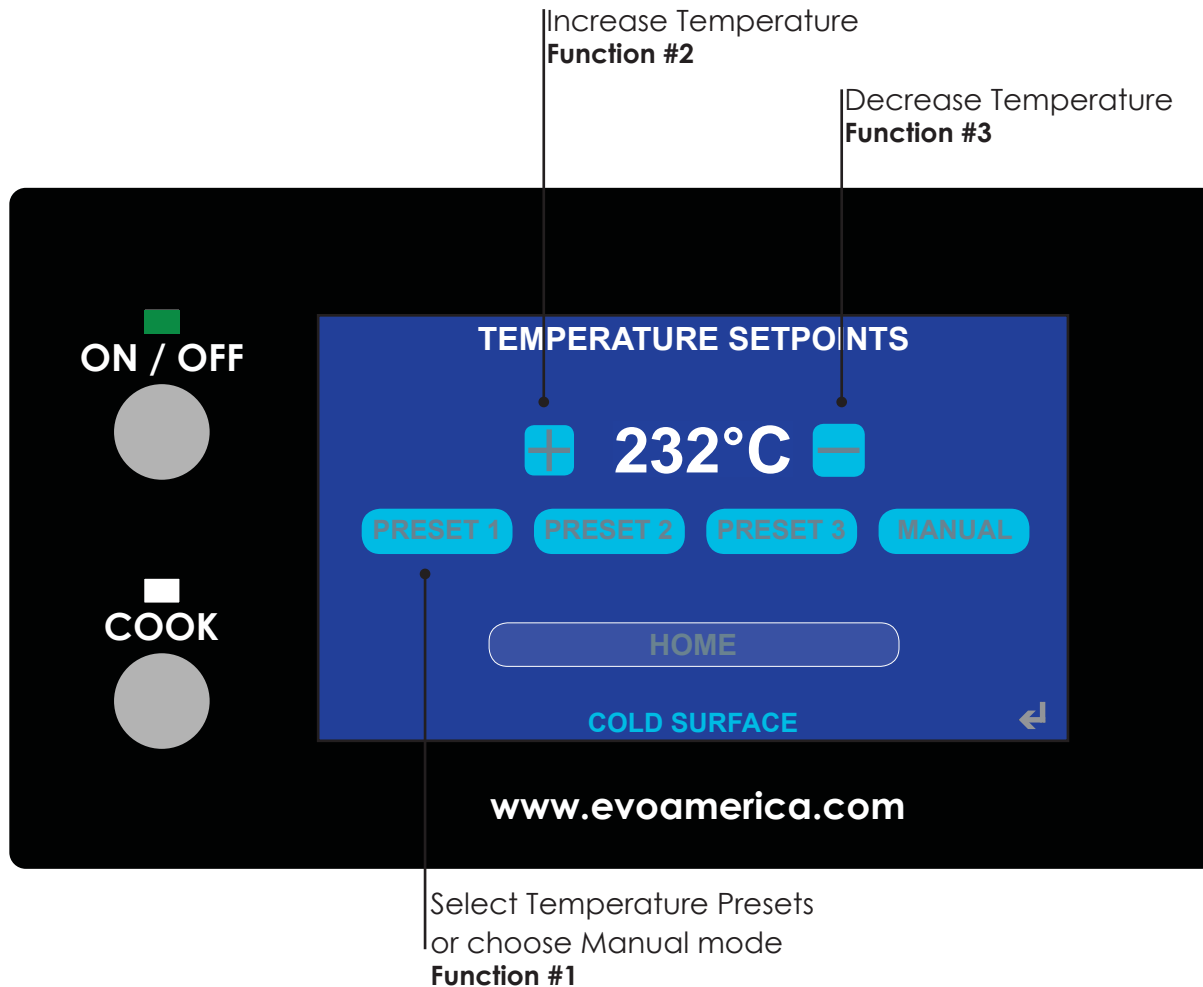 Increase Temperature
Function #2
Decrease Temperature
Function #3
ON / OFF
TEMPERATURE SETPOINTS
+ 232°C −
PRESET 1 PRESET 2 PRESET 3 MANUAL
COOK
HOME
COLD SURFACE
www.evoamerica.com
Select Temperature Presets
or choose Manual mode
Function #1